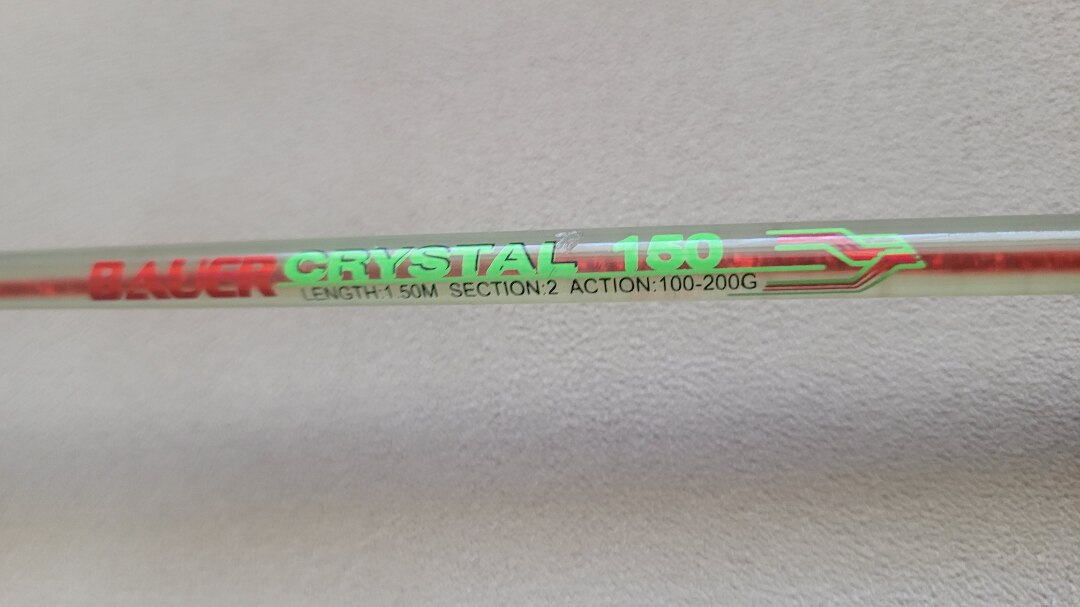 BAUER CRYSTAL 150
LENGTH:1.50M SECTION:2 ACTION:100-200G